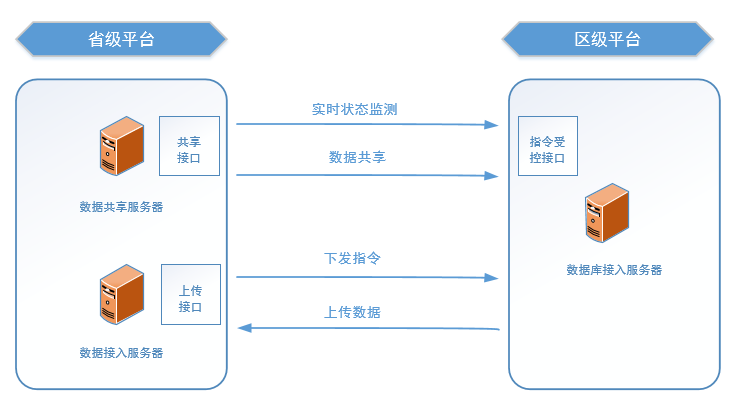 省级平台
区级平台
实时状态监测
共享
接口
指令受
控接口
数据共享
数据共享服务器
下发指令
数据库接入服务器
上传
接口
上传数据
数据接入服务器